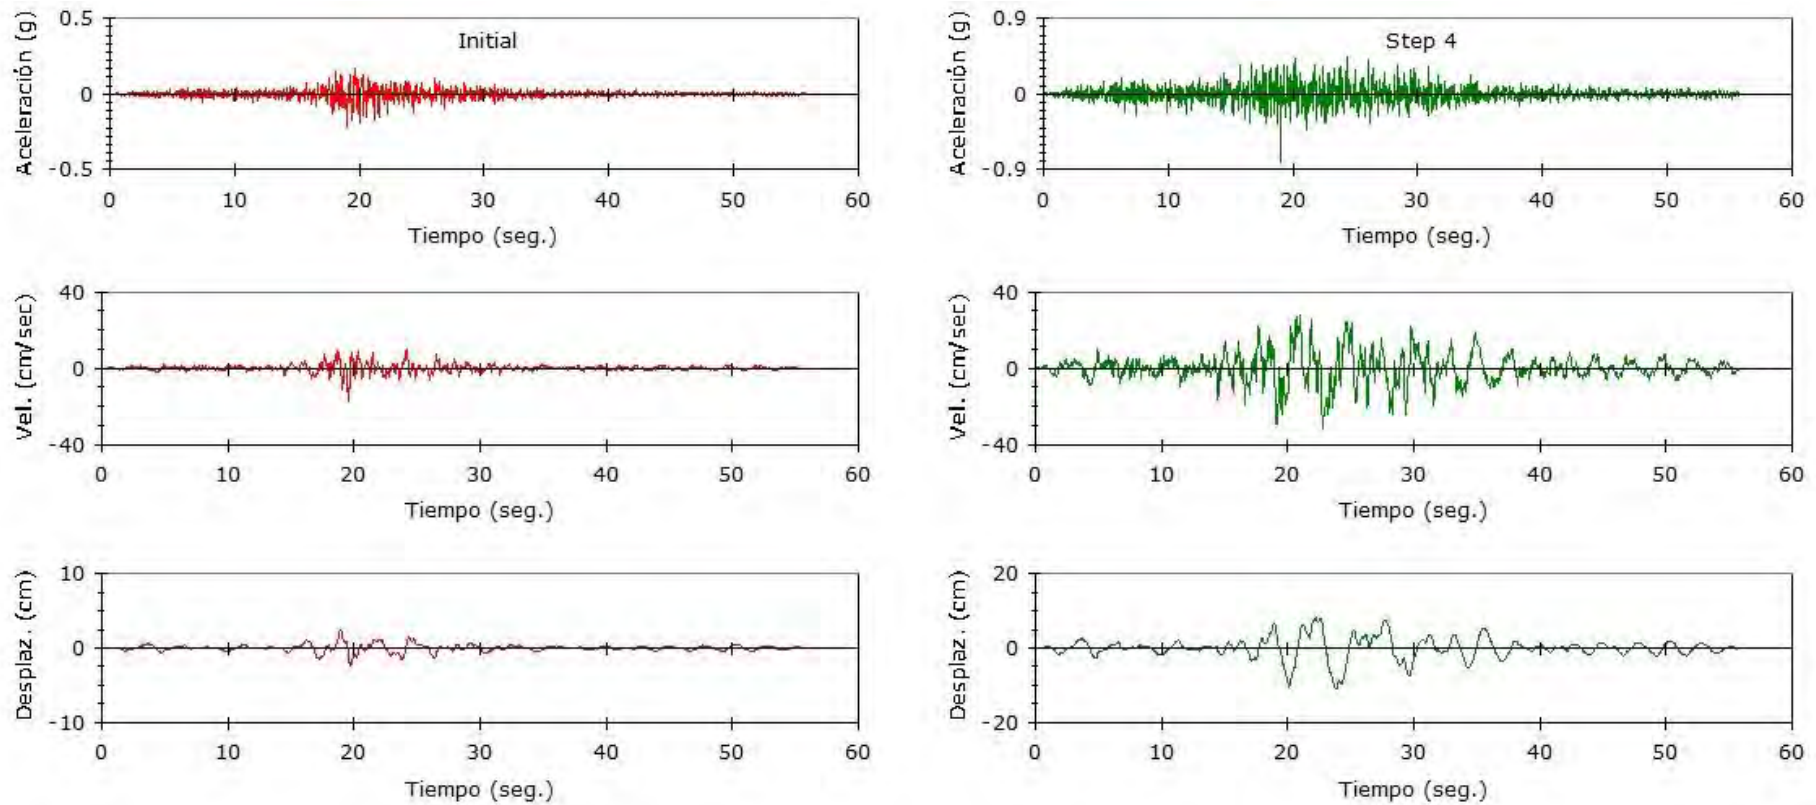 Initial
Aceleración (g)
0.5
0
-0.5
0 10 20 30 40 50 60
Tiempo (seg.)
Step 4
Aceleración (g)
0.9
0
-0.9
0 10 20 30 40 50 60
Tiempo (seg.)
Vel. (cm/sec)
40
0
-40
0 10 20 30 40 50 60
Tiempo (seg.)
Vel. (cm/sec)
40
0
-40
0 10 20 30 40 50 60
Tiempo (seg.)
Desplaz. (cm)
10
0
-10
0 10 20 30 40 50 60
Tiempo (seg.)
Desplaz. (cm)
20
0
-20
0 10 20 30 40 50 60
Tiempo (seg.)